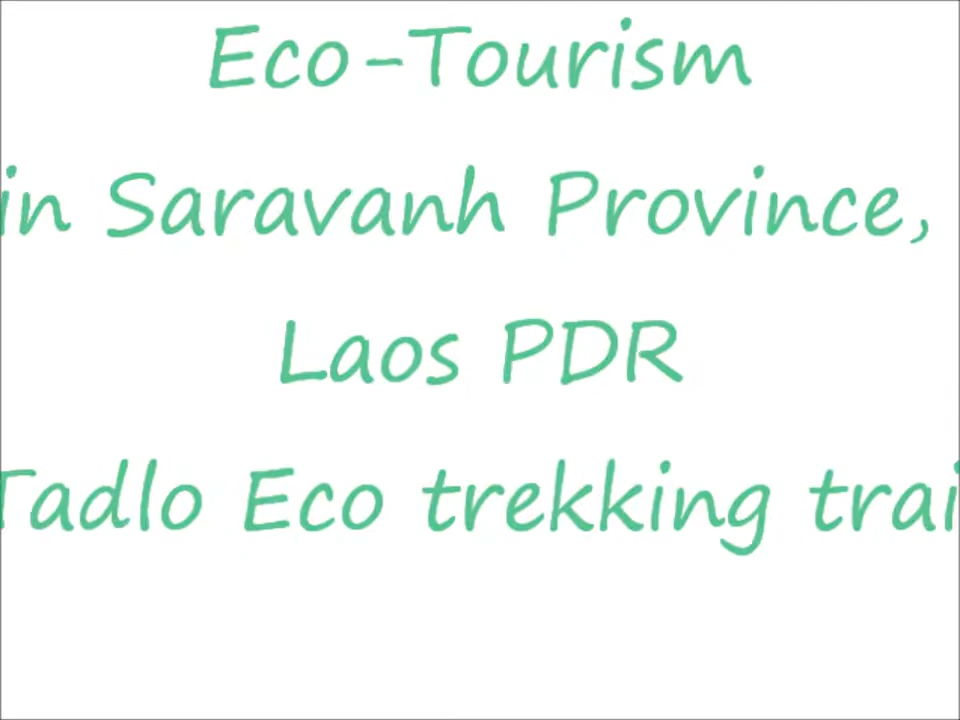 Eco-Tourism
in Saravanh Province,
Laos PDR
Tadlo Eco trekking trai